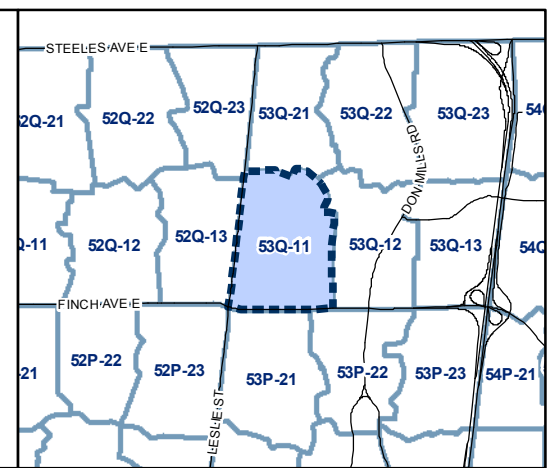 STEELES AVE E
52Q-22
52Q-23
53Q-21
53Q-22
53Q-23
2Q-21
DON MILLS RD
52Q-12
52Q-13
53Q-11
53Q-12
53Q-13
FINCH AVE E
52P-22
52P-23
53P-21
53P-22
53P-23
54P-21
LESLIE ST